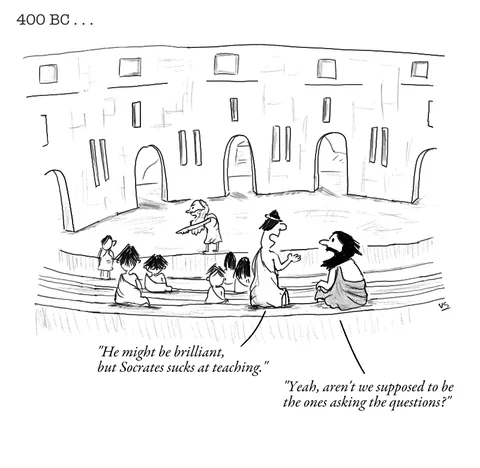 400 BC . . .
"He might be brilliant,
but Socrates sucks at teaching."
"Yeah, aren't we supposed to be
the ones asking the questions?"